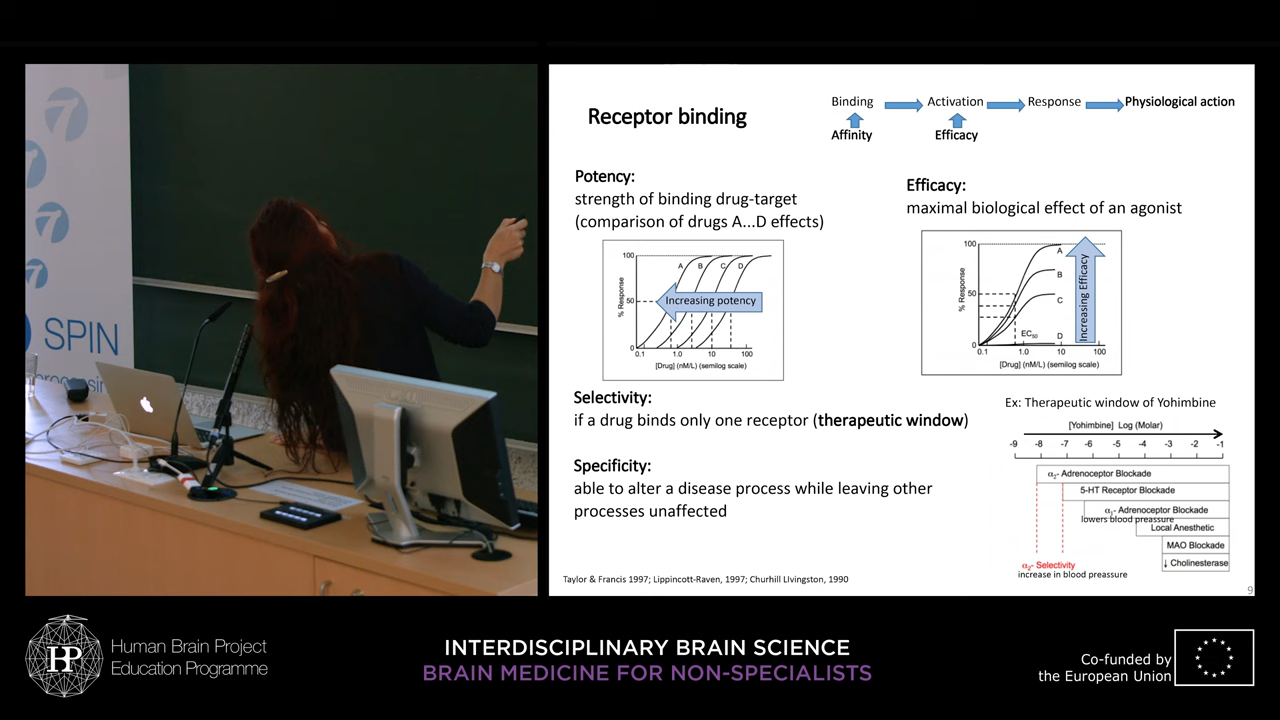 SPIN
Receptor binding
Binding
Activation
Response
Physiological action
Affinity
Efficacy
Potency:
strength of binding drug-target
(comparison of drugs A...D effects)
100
50
0
% Response
A
B
C
D
Increasing potency
0.1
1.0
10
100
[Drug] (nM/L) (semilog scale)
Efficacy:
maximal biological effect of an agonist
100
50
0
% Response
A
B
C
D
EC50
Increasing Efficacy
0.1
1.0
10
100
[Drug] (nM/L) (semilog scale)
Selectivity:
if a drug binds only one receptor (therapeutic window)
Specificity:
able to alter a disease process while leaving other
processes unaffected
Ex: Therapeutic window of Yohimbine
[Yohimbine] Log (Molar)
-9 -8 -7 -6 -5 -4 -3 -2 -1
α2- Adrenoceptor Blockade
5-HT Receptor Blockade
α1- Adrenoceptor Blockade
lowers blood preassure
Local Anesthetic
MAO Blockade
↓ Cholinesterase
α2- Selectivity
increase in blood preassure
Taylor & Francis 1997; Lippincott-Raven, 1997; Churhill LIvingston, 1990
9
HBP
Human Brain Project
Education Programme
INTERDISCIPLINARY BRAIN SCIENCE
BRAIN MEDICINE FOR NON-SPECIALISTS
Co-funded by
the European Union